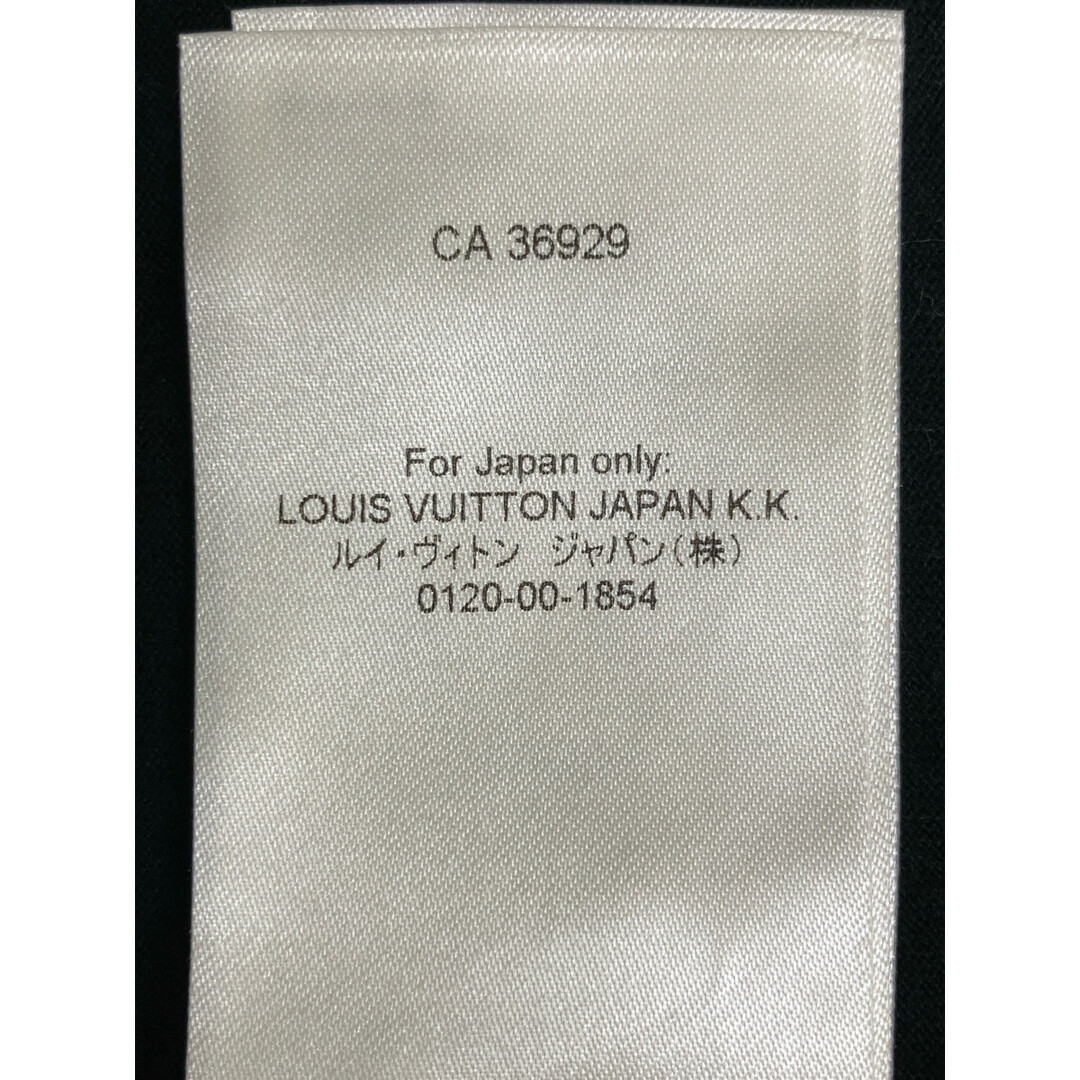 CA 36929
For Japan only:
LOUIS VUITTON JAPAN K.K.
ルイ・ヴィトン　ジャパン(株)
0120-00-1854